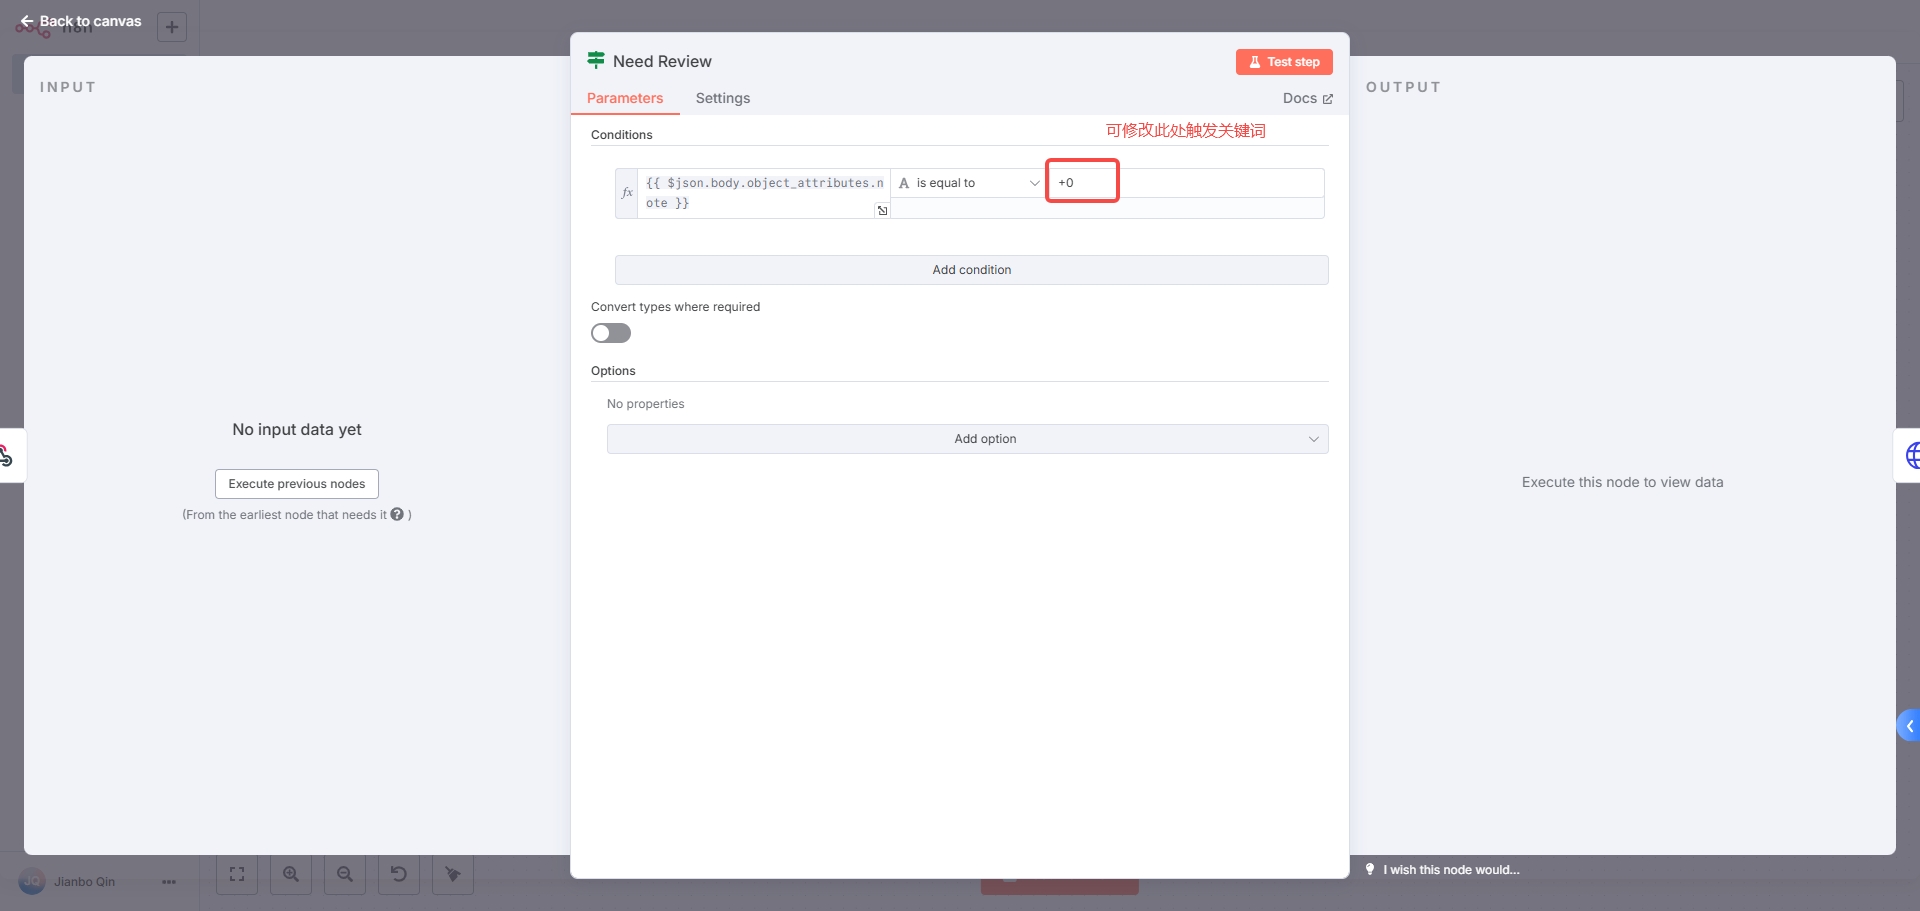 Back to canvas
n8n
INPUT
Need Review
Test step
OUTPUT
Parameters
Settings
Docs
Conditions
可修改此处触发关键词
fx
{{ $json.body.object_attributes.n
ote }}
A is equal to
+0
Add condition
Convert types where required
Options
No properties
Add option
No input data yet
Execute previous nodes
(From the earliest node that needs it ? )
Execute this node to view data
JQ
Jianbo Qin
I wish this node would...